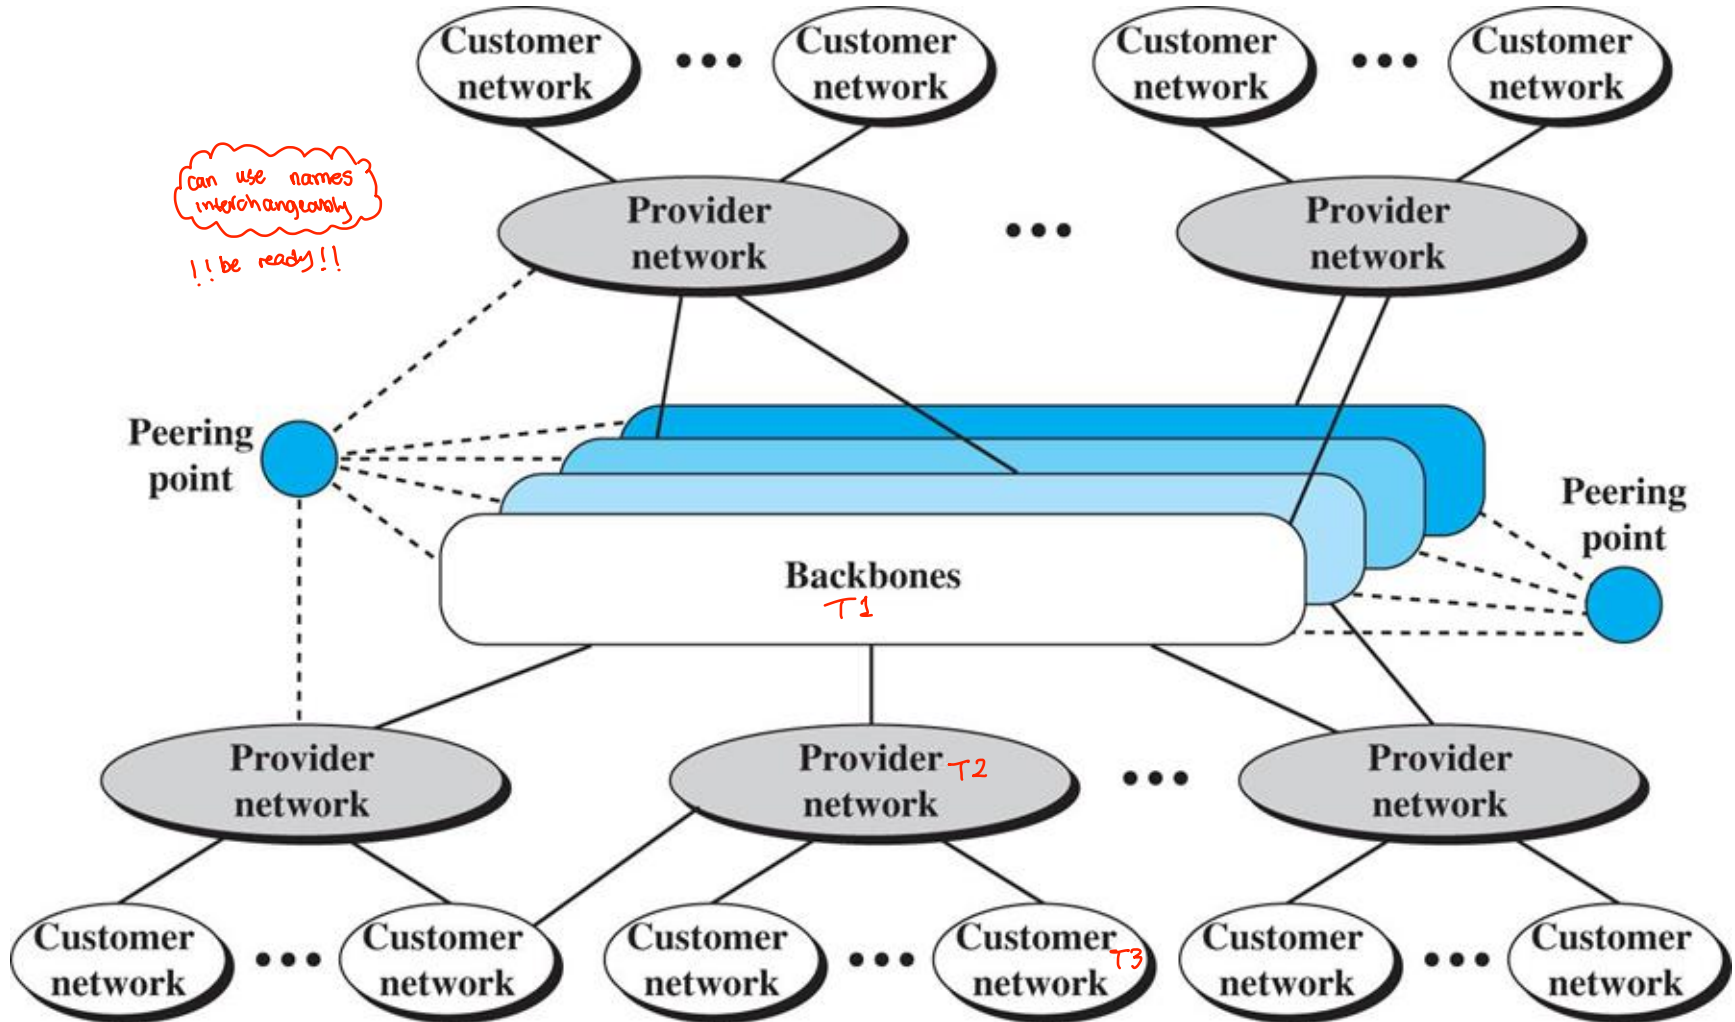 Customer
network
Customer
network
Customer
network
Customer
network
can use names
interchangeably
!!be ready!!
Provider
network
Provider
network
Peering
point
Peering
point
Backbones
T1
Provider
network
Provider T2
network
Provider
network
Customer
network
Customer
network
Customer
network
Customer T3
network
Customer
network
Customer
network